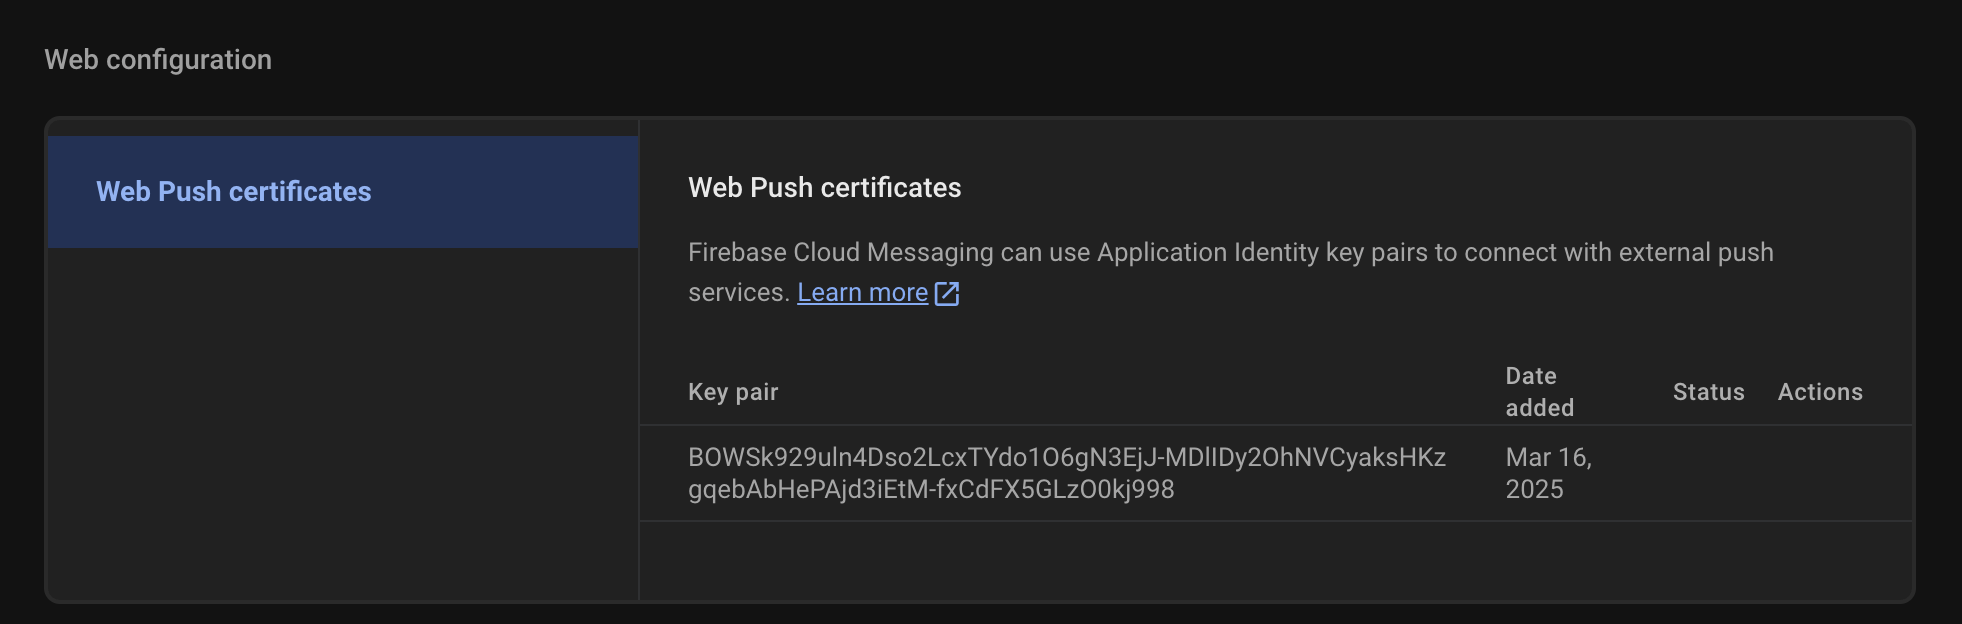 Web configuration
Web Push certificates
Web Push certificates
Firebase Cloud Messaging can use Application Identity key pairs to connect with external push
services. Learn more
Key pair
Date
added
Status
Actions
BOWSk929uln4Dso2LcxTYdo1O6gN3EjJ-MDlIDy2OhNVCyaksHKz
gqebAbHePAjd3iEtM-fxCdFX5GLzO0kj998
Mar 16,
2025